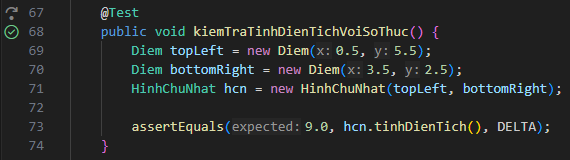 67 @Test
68 public void kiemTraTinhDienTichVoiSoThuc() {
69 Diem topLeft = new Diem(x: 0.5, y: 5.5);
70 Diem bottomRight = new Diem(x: 3.5, y: 2.5);
71 HinhChuNhat hcn = new HinhChuNhat(topLeft, bottomRight);
72
73 assertEquals(expected: 9.0, hcn.tinhDienTich(), DELTA);
74 }